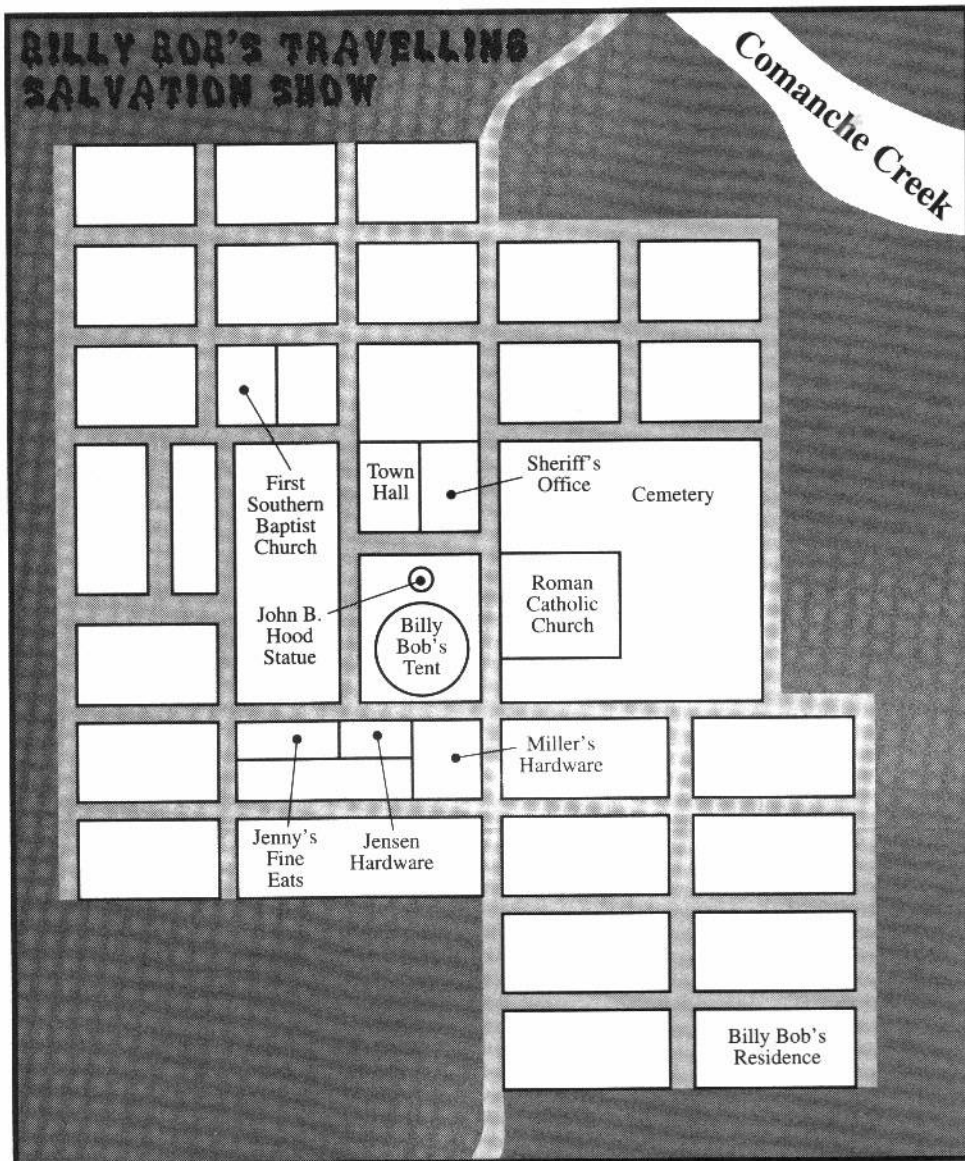 BILLY BOB'S TRAVELLING
SALVATION SHOW
Comanche Creek
First
Southern
Baptist
Church
Town
Hall
Sheriff's
Office
Cemetery
John B.
Hood
Statue
Billy
Bob's
Tent
Roman
Catholic
Church
Miller's
Hardware
Jenny's
Fine
Eats
Jensen
Hardware
Billy Bob's
Residence